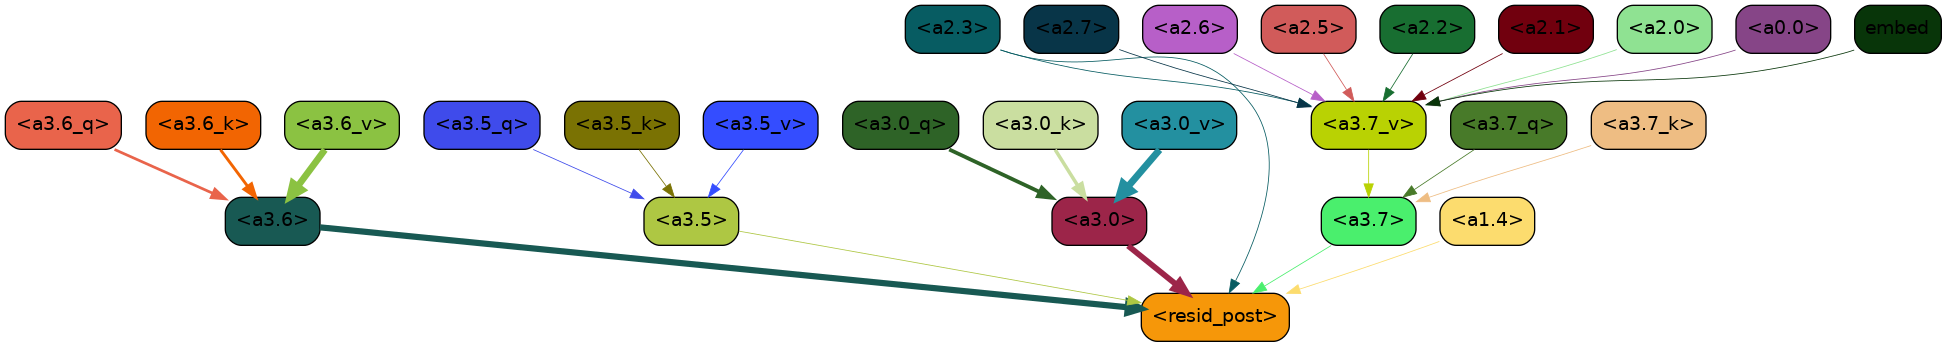 <a2.3> <a2.7> <a2.6> <a2.5> <a2.2> <a2.1> <a2.0> <a0.0> embed
<a3.6_q> <a3.6_k> <a3.6_v> <a3.5_q> <a3.5_k> <a3.5_v> <a3.0_q> <a3.0_k> <a3.0_v> <a3.7_v> <a3.7_q> <a3.7_k>
<a3.6> <a3.5> <a3.0> <a3.7> <a1.4>
<resid_post>